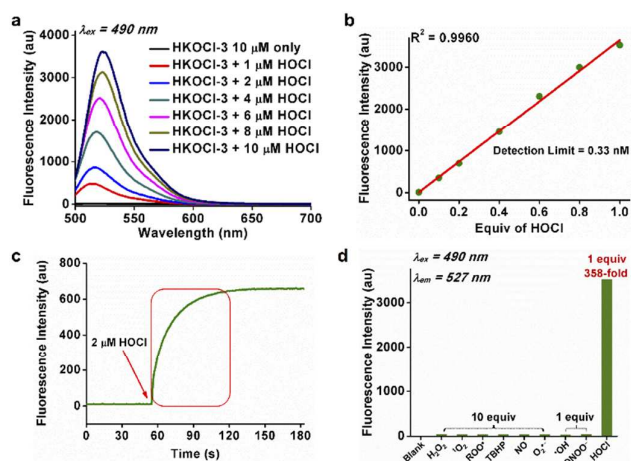 a
λex = 490 nm
HKOCl-3 10 μM only
HKOCl-3 + 1 μM HOCl
HKOCl-3 + 2 μM HOCl
HKOCl-3 + 4 μM HOCl
HKOCl-3 + 6 μM HOCl
HKOCl-3 + 8 μM HOCl
HKOCl-3 + 10 μM HOCl
Fluorescence Intensity (au)
4000
3000
2000
1000
0
500 550 600 650 700
Wavelength (nm)
b
R² = 0.9960
Detection Limit = 0.33 nM
Fluorescence Intensity (au)
3000
2000
1000
0
0.0 0.2 0.4 0.6 0.8 1.0
Equiv of HOCl
c
2 μM HOCl
Fluorescence Intensity (au)
800
600
400
200
0
0 30 60 90 120 150 180
Time (s)
d
λex = 490 nm
λem = 527 nm
1 equiv
358-fold
10 equiv
1 equiv
Fluorescence Intensity (au)
3000
2000
1000
0
Blank H₂O₂ ¹O₂ ROO• TBHP NO O₂•⁻ •OH ONOO⁻ HOCl